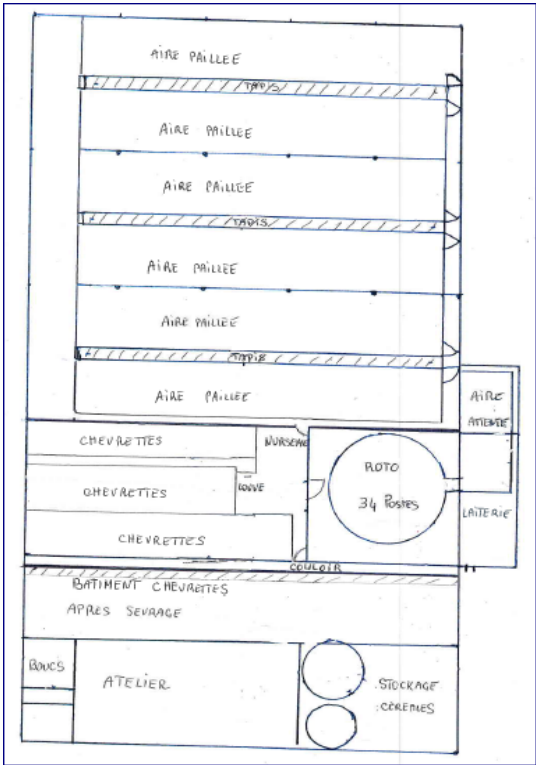 AIRE PAILLEE
TAPIS
AIRE PAILLEE
AIRE PAILLEE
TAPIS
AIRE PAILLEE
AIRE PAILLEE
TAPIS
AIRE PAILLEE
AIRE
ATTENTE
CHEVRETTES
NURSERIE
ROTO
34 POSTES
LOUVE
CHEVRETTES
LAITERIE
CHEVRETTES
COULOIR
BATIMENT CHEVRETTES
APRÈS SEVRAGE
BOUCS
ATELIER
STOCKAGE
CEREALES